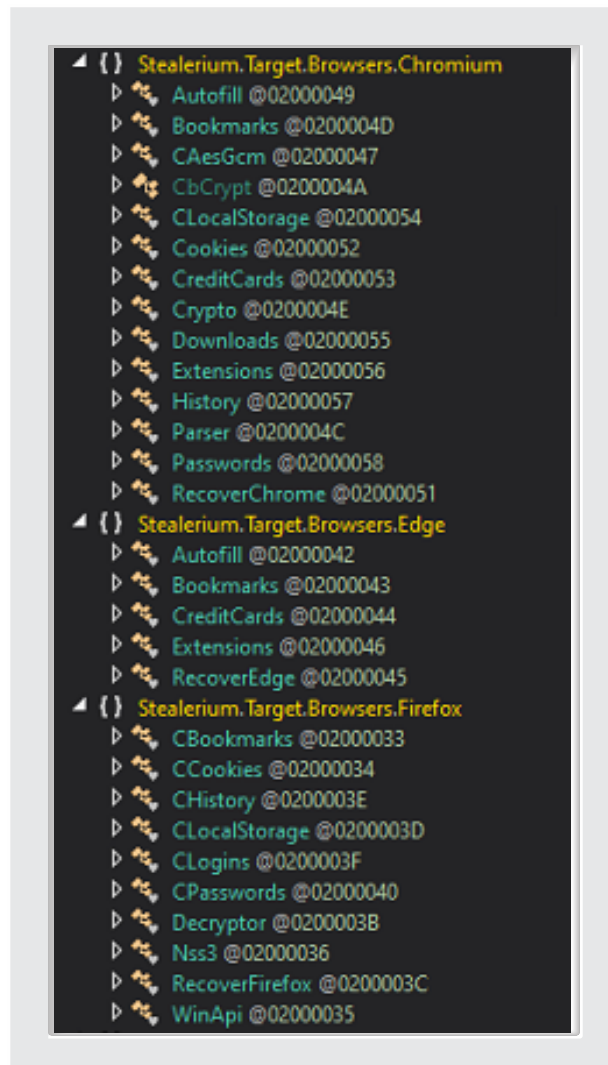 { } Stealerium.Target.Browsers.Chromium
Autofill @02000049
Bookmarks @0200004D
CAesGcm @02000047
CbCrypt @0200004A
CLocalStorage @02000054
Cookies @02000052
CreditCards @02000053
Crypto @0200004E
Downloads @02000055
Extensions @02000056
History @02000057
Parser @0200004C
Passwords @02000058
RecoverChrome @02000051
{ } Stealerium.Target.Browsers.Edge
Autofill @02000042
Bookmarks @02000043
CreditCards @02000044
Extensions @02000046
RecoverEdge @02000045
{ } Stealerium.Target.Browsers.Firefox
CBookmarks @02000033
CCookies @02000034
CHistory @0200003E
CLocalStorage @0200003D
CLogins @0200003F
CPasswords @02000040
Decryptor @0200003B
Nss3 @02000036
RecoverFirefox @0200003C
WinApi @02000035